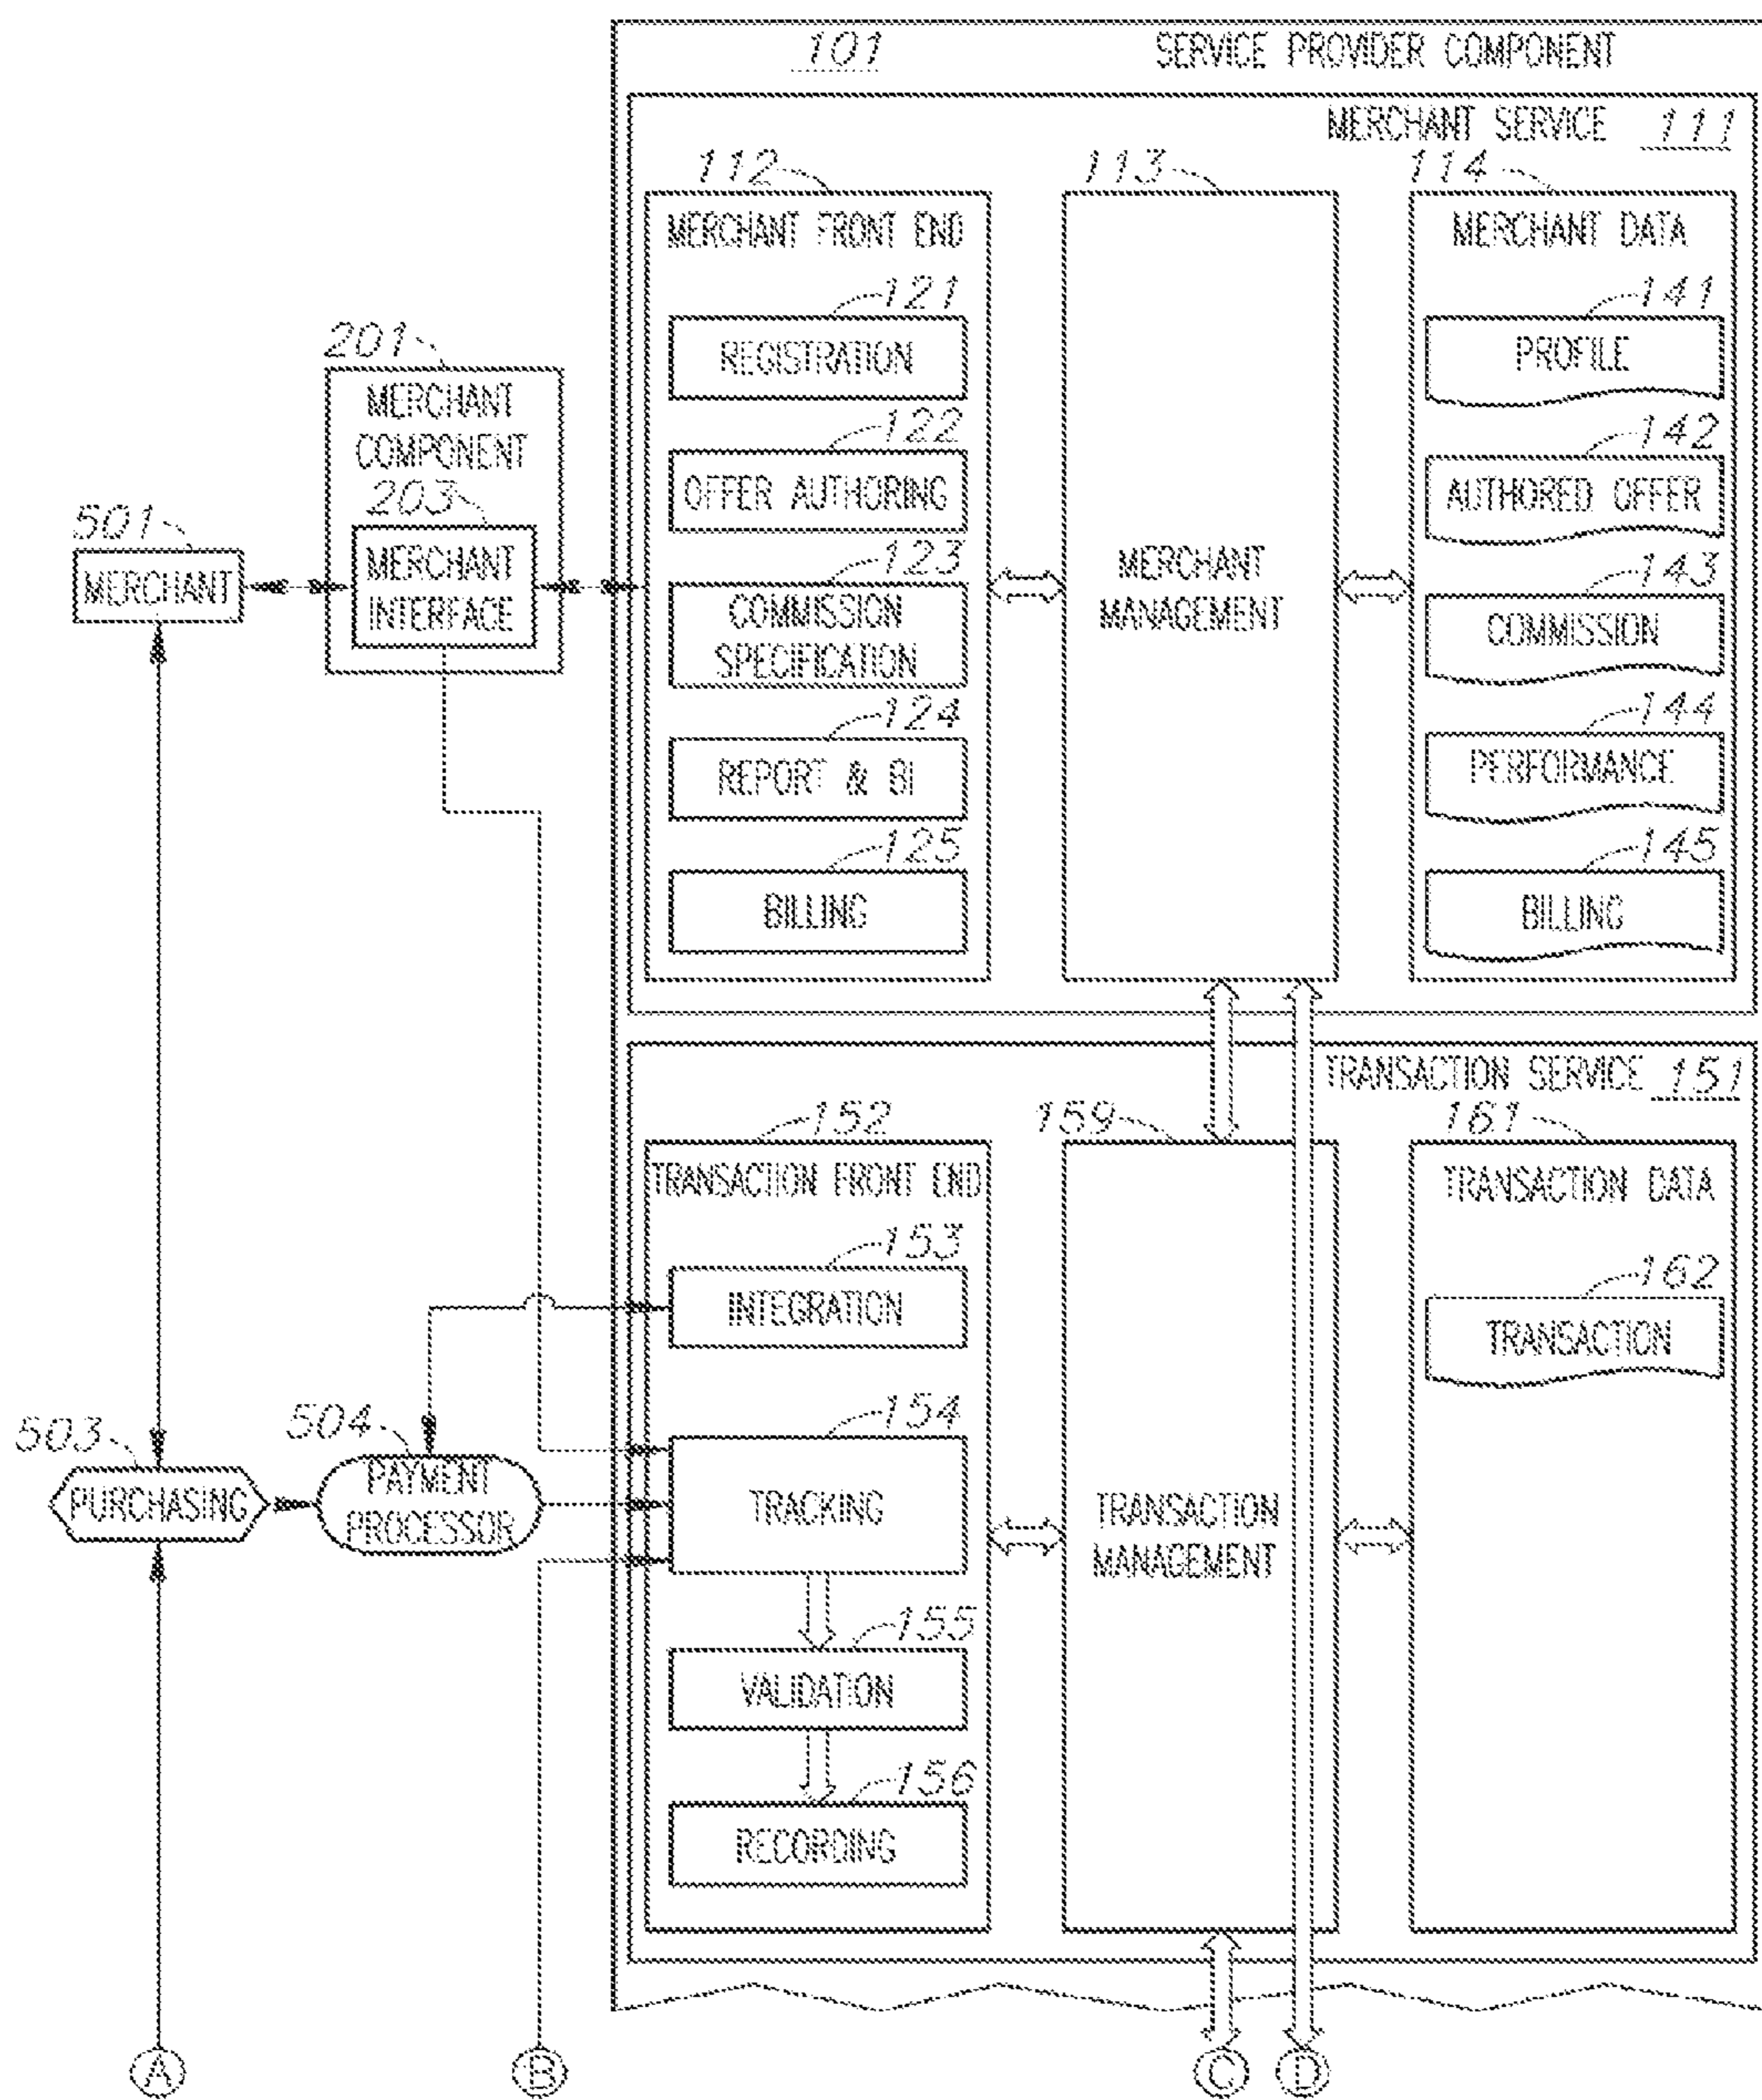 101 SERVICE PROVIDER COMPONENT
MERCHANT SERVICE 111
112 113 114
MERCHANT FRONT END
MERCHANT DATA
121
REGISTRATION
141
PROFILE
201
MERCHANT
COMPONENT
203
MERCHANT
INTERFACE
501
MERCHANT
122
OFFER AUTHORING
142
AUTHORED OFFER
123
COMMISSION
SPECIFICATION
MERCHANT
MANAGEMENT
143
COMMISSION
124
REPORT & BI
144
PERFORMANCE
125
BILLING
145
BILLING
TRANSACTION SERVICE 151
152 159 161
TRANSACTION FRONT END
TRANSACTION DATA
153
INTEGRATION
162
TRANSACTION
503
PURCHASING
504
PAYMENT
PROCESSOR
154
TRACKING
TRANSACTION
MANAGEMENT
155
VALIDATION
156
RECORDING
A B C D